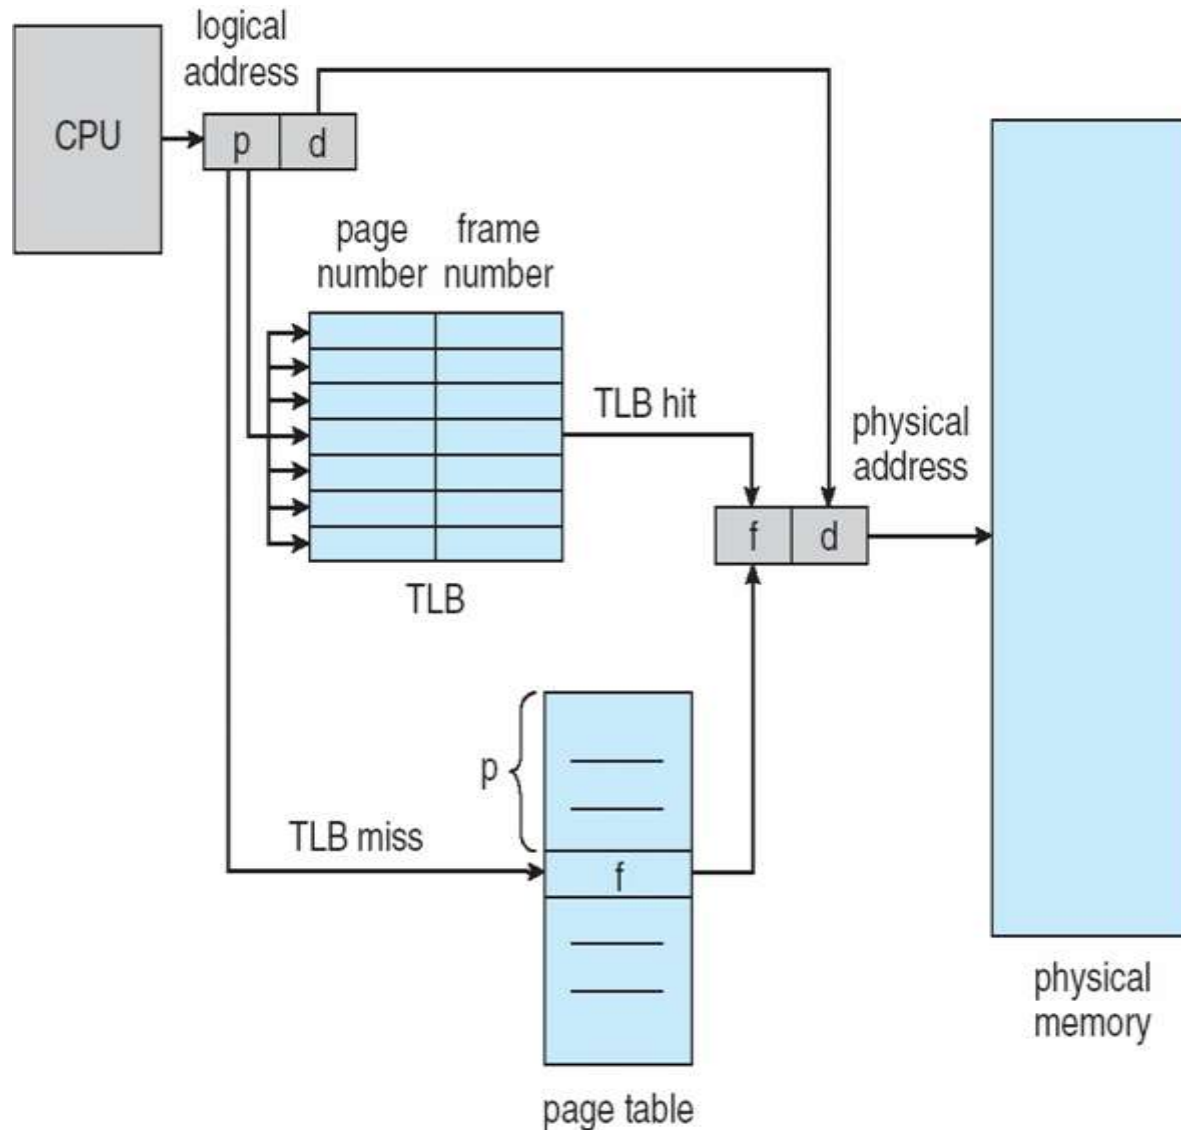 logical
address
CPU
p
d
page
number
frame
number
TLB hit
physical
address
f
d
TLB
p
TLB miss
f
physical
memory
page table